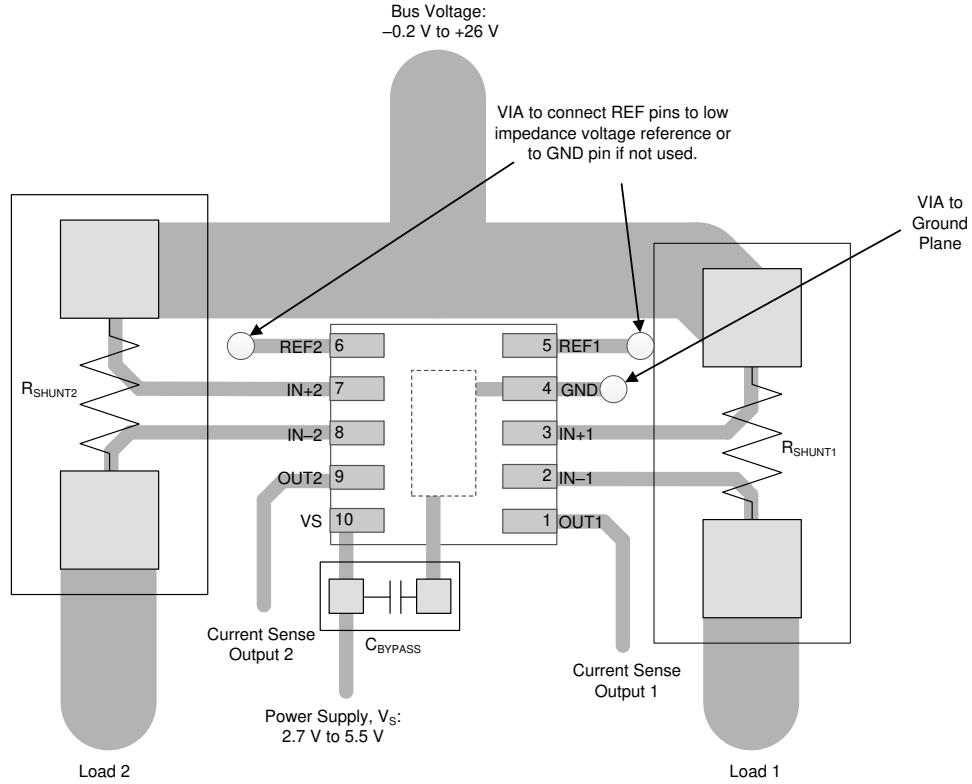 Bus Voltage:
–0.2 V to +26 V
VIA to connect REF pins to low
impedance voltage reference or
to GND pin if not used.
VIA to
Ground
Plane
REF2 6
5 REF1
IN+2 7
4 GND
RSHUNT2
IN–2 8
3 IN+1
RSHUNT1
OUT2 9
2 IN–1
VS 10
1 OUT1
Current Sense
Output 2
CBYPASS
Current Sense
Output 1
Power Supply, VS:
2.7 V to 5.5 V
Load 2
Load 1